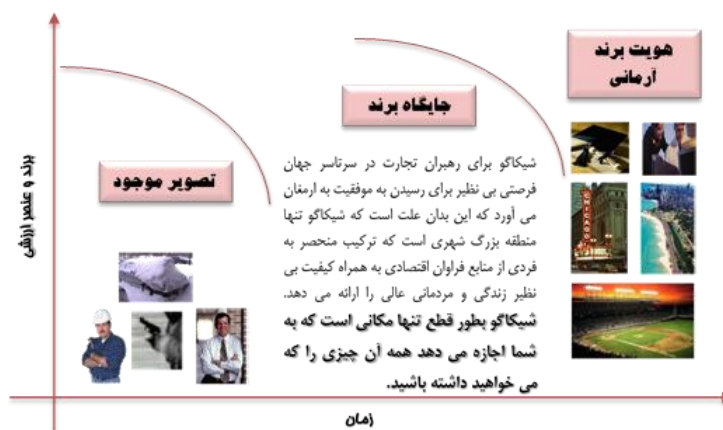 هویت برند
آرمانی
جایگاه برند
تصویر موجود
شیکاگو برای رهبران تجارت در سرتاسر جهان
فرصتی بی نظیر برای رسیدن به موفقیت به ارمغان
می آورد که این بدان علت است که شیکاگو تنها
منطقه بزرگ شهری است که ترکیب منحصر به
فردی از منابع فراوان اقتصادی به همراه کیفیت بی
نظیر زندگی و مردمانی عالی را ارائه می دهد.
شیکاگو بطور قطع تنها مکانی است که به
شما اجازه می دهد همه آن چیزی را که
می خواهید داشته باشید.
برند و عنصر ارزشی
زمان
CHICAGO